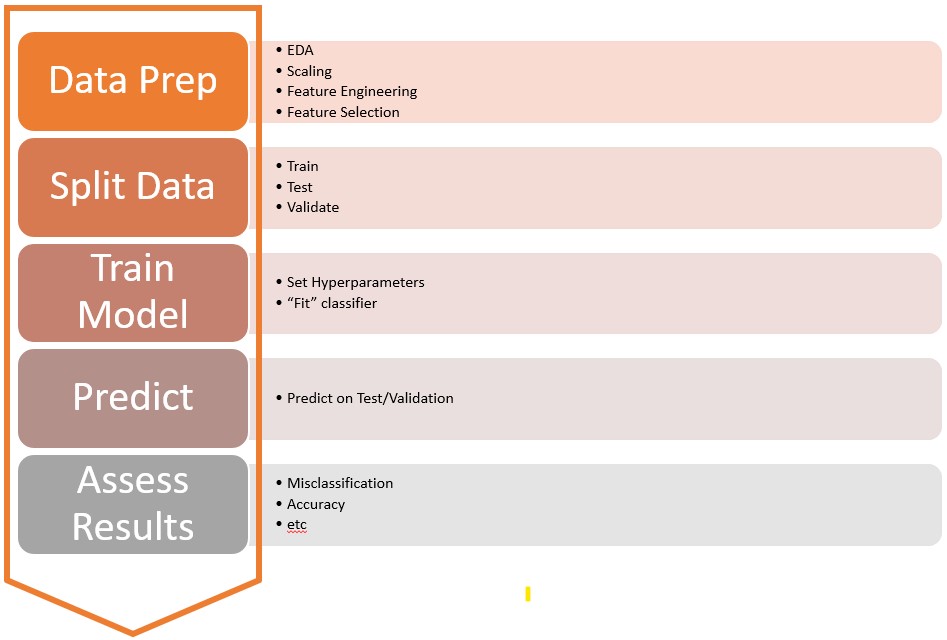 Data Prep
• EDA
• Scaling
• Feature Engineering
• Feature Selection
Split Data
• Train
• Test
• Validate
Train
Model
• Set Hyperparameters
• “Fit” classifier
Predict
• Predict on Test/Validation
Assess
Results
• Misclassification
• Accuracy
• etc